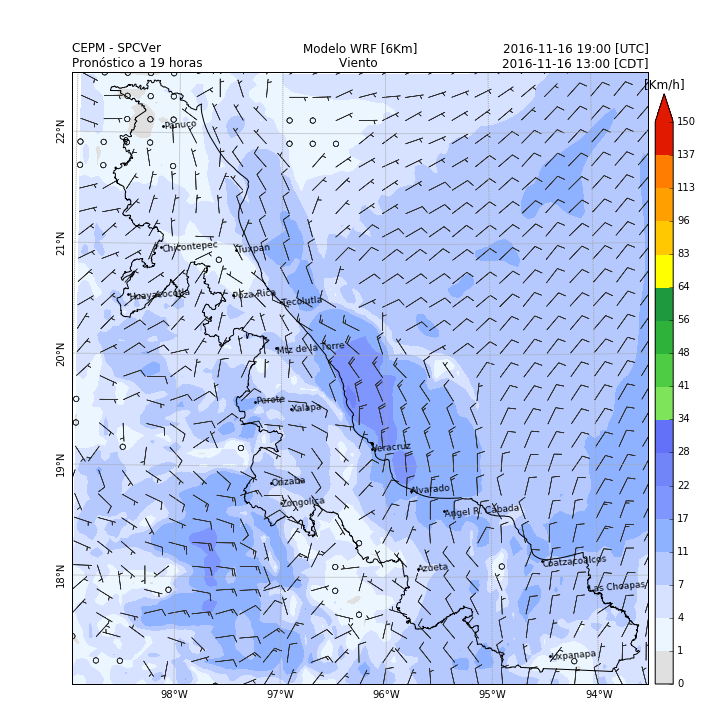 CEPM - SPCVer
Modelo WRF [6Km]
2016-11-16 19:00 [UTC]
Pronóstico a 19 horas
Viento
2016-11-16 13:00 [CDT]
[Km/h]
150
137
113
96
83
64
56
48
41
34
28
22
17
11
7
4
1
0
22°N
21°N
20°N
19°N
18°N
98°W
97°W
96°W
95°W
94°W
Panuco
Chicontepec
Tuxpan
Huayacocotla
Poza Rica
Tecolutla
Mtz de la Torre
Perote
Xalapa
Veracruz
Orizaba
Alvarado
Zongolica
Angel R. Cabada
Azueta
Coatzacoalcos
Las Choapas
Uxpanapa